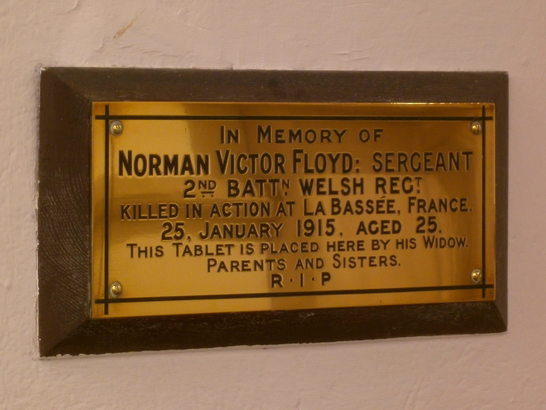 IN MEMORY OF
NORMAN VICTOR FLOYD: SERGEANT
2ND BATTN WELSH REGT
KILLED IN ACTION AT LA BASSÉE, FRANCE.
25, JANUARY 1915, AGED 25.
THIS TABLET IS PLACED HERE BY HIS WIDOW.
PARENTS AND SISTERS.
R·I·P